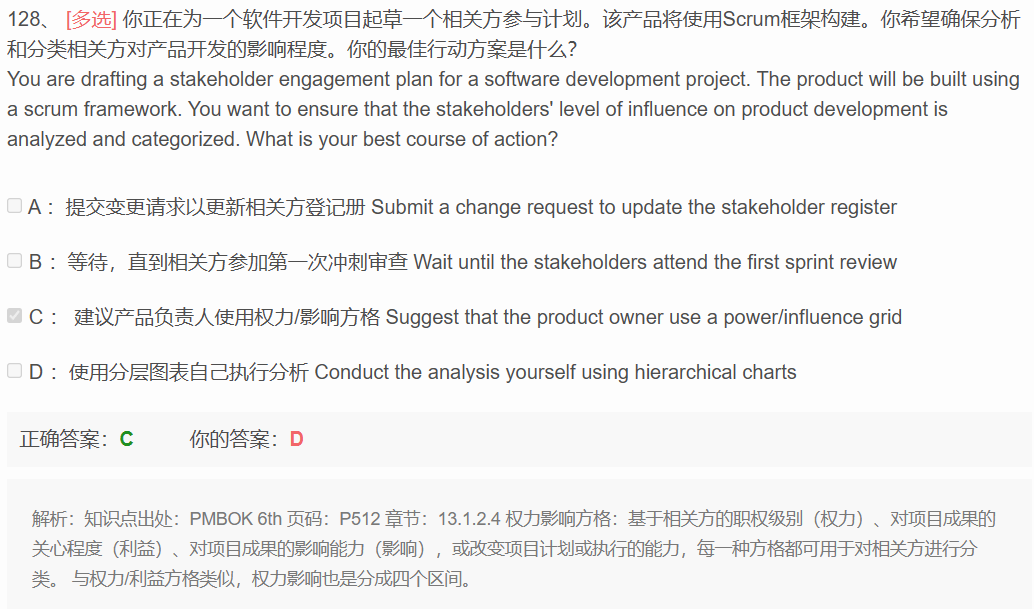 128、 [多选] 你正在为一个软件开发项目起草一个相关方参与计划。该产品将使用Scrum框架构建。你希望确保分析
和分类相关方对产品开发的影响程度。你的最佳行动方案是什么？
You are drafting a stakeholder engagement plan for a software development project. The product will be built using
a scrum framework. You want to ensure that the stakeholders' level of influence on product development is
analyzed and categorized. What is your best course of action?
A： 提交变更请求以更新相关方登记册 Submit a change request to update the stakeholder register
B： 等待，直到相关方参加第一次冲刺审查 Wait until the stakeholders attend the first sprint review
C： 建议产品负责人使用权力/影响方格 Suggest that the product owner use a power/influence grid
D： 使用分层图表自己执行分析 Conduct the analysis yourself using hierarchical charts
正确答案：C 你的答案：D
解析：知识点出处：PMBOK 6th 页码：P512 章节：13.1.2.4 权力影响方格：基于相关方的职权级别（权力）、对项目成果的
关心程度（利益）、对项目成果的影响能力（影响），或改变项目计划或执行的能力，每一种方格都可用于对相关方进行分
类。 与权力/利益方格类似，权力影响也是分成四个区间。